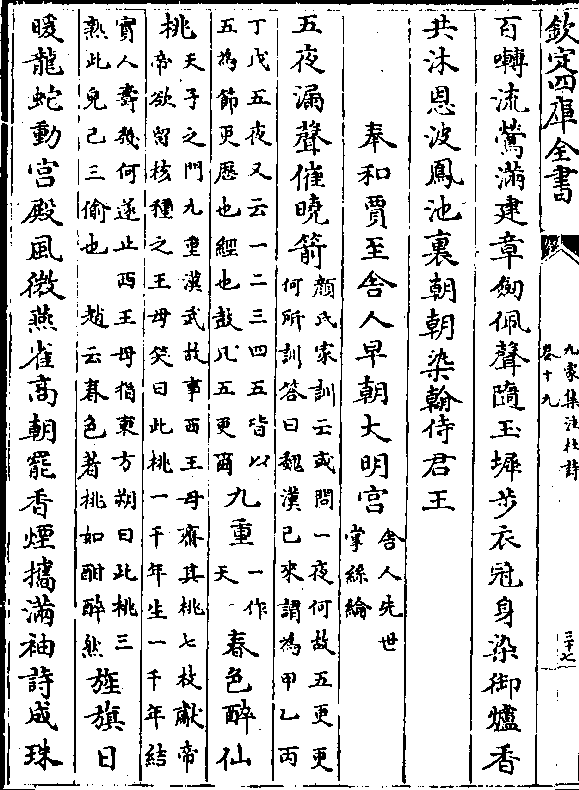 欽定四庫全書
九家集注杜詩
卷十九
三十七
百囀流鶯滿建章劒佩聲隨玉墀步衣冠身染御爐香
共沐恩波鳳池裏朝朝染翰侍君王
奉和賈至舍人早朝大明宫
舍人先世
掌絲綸
五夜漏聲催曉箭
顔氏家訓云或問一夜何故五更更
何所訓答曰魏漢已來謂為甲乙丙
丁戊五夜又云一二三四五皆以
五為節更歷也經也故凡五更爾
九重
一作
天
春色醉仙
桃
天子之門九重漢武故事西王母齎其桃七枚獻帝
帝欲留核種之王母笑曰此桃一千年生一千年結
實人壽幾何遂止西王母指東方朔曰此桃三
熟此兒已三偷也 趙云春色著桃如酣醉然
旌旗日
暖龍蛇動宫殿風微燕雀髙朝罷香煙攜滿袖詩成珠